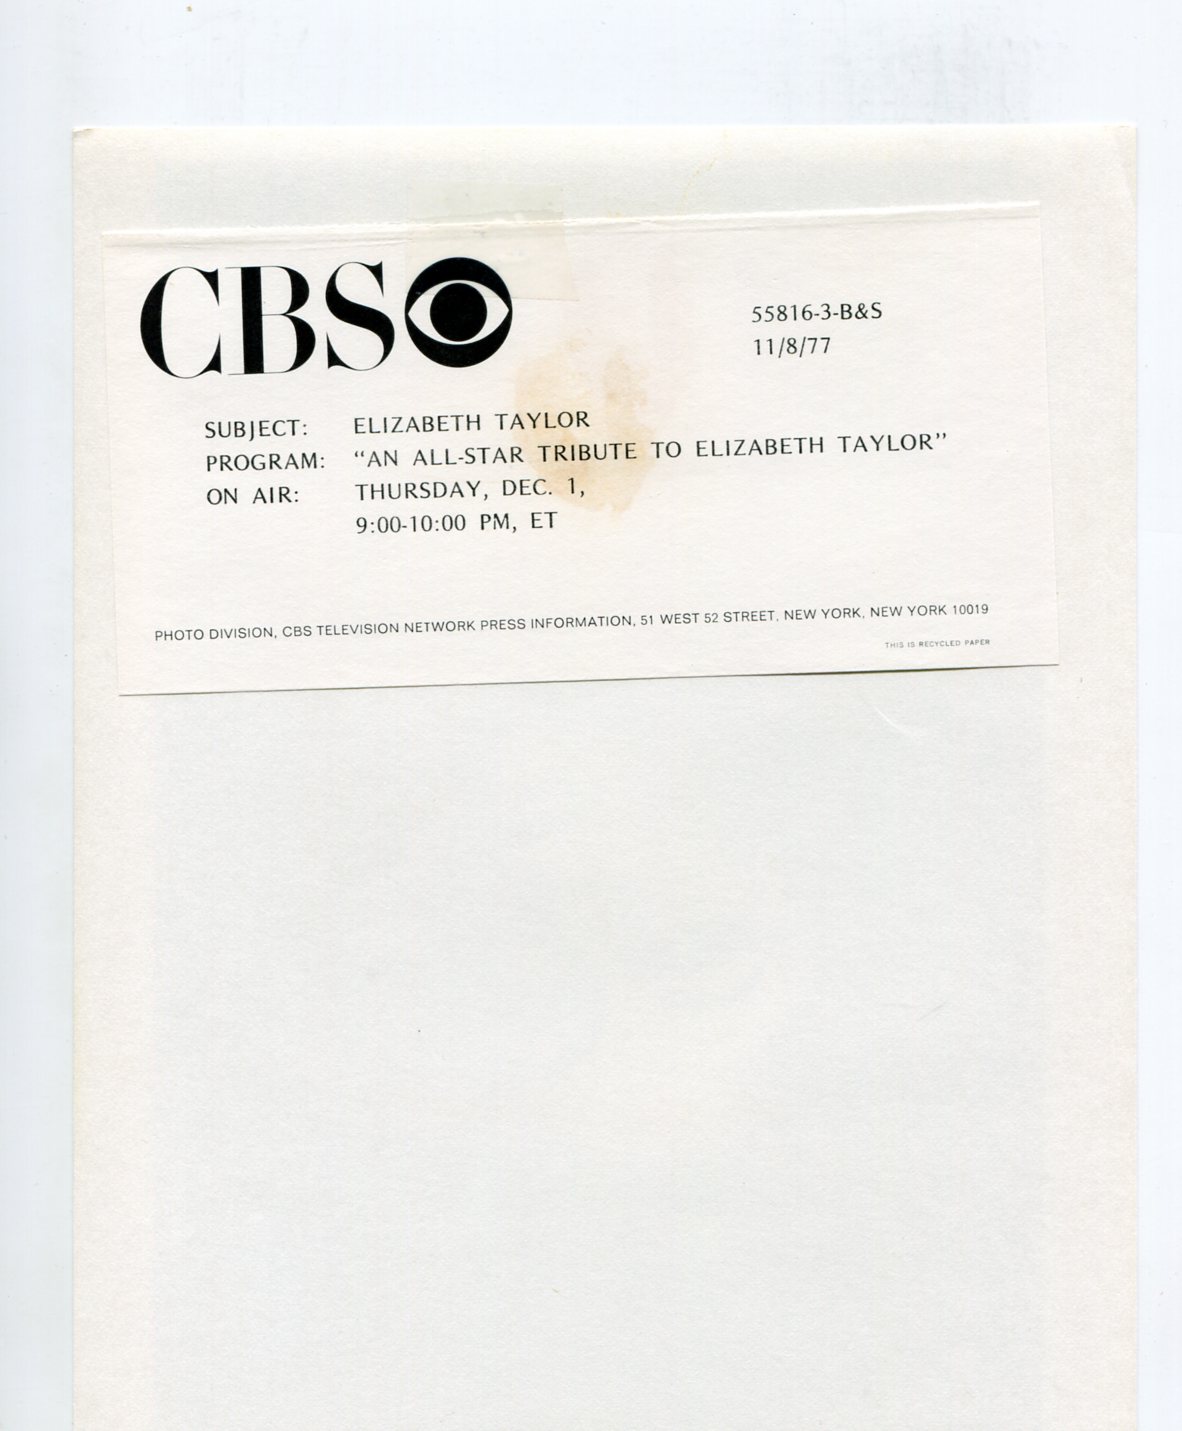 CBS
55816-3-B&S
11/8/77
SUBJECT: ELIZABETH TAYLOR
PROGRAM: “AN ALL-STAR TRIBUTE TO ELIZABETH TAYLOR”
ON AIR: THURSDAY, DEC. 1,
9:00-10:00 PM, ET
PHOTO DIVISION, CBS TELEVISION NETWORK PRESS INFORMATION, 51 WEST 52 STREET, NEW YORK, NEW YORK 10019
THIS IS RECYCLED PAPER